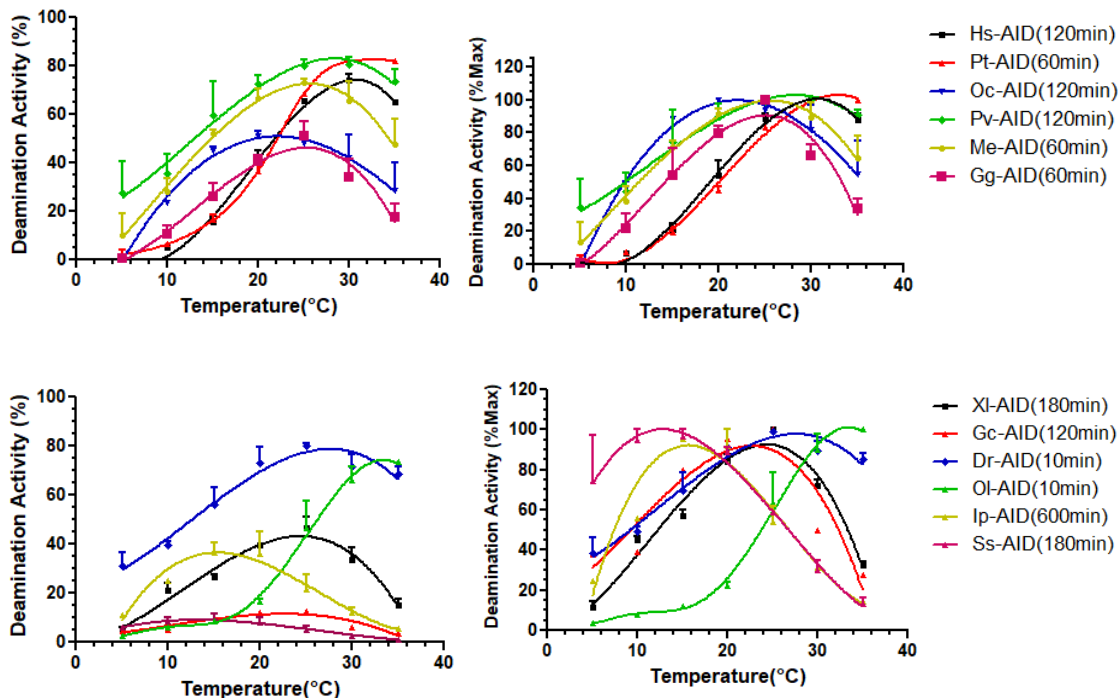 Deamination Activity (%)
100
80
60
40
20
0
0
10
20
30
40
Temperature(°C)
Deamination Activity (%Max)
120
100
80
60
40
20
0
0
10
20
30
40
Temperature(°C)
Hs-AID(120min)
Pt-AID(60min)
Oc-AID(120min)
Pv-AID(120min)
Me-AID(60min)
Gg-AID(60min)
Deamination Activity (%)
100
80
60
40
20
0
0
10
20
30
40
Temperature(°C)
Deamination Activity (%Max)
120
100
80
60
40
20
0
0
10
20
30
40
Temperature(°C)
Xl-AID(180min)
Gc-AID(120min)
Dr-AID(10min)
Ol-AID(10min)
Ip-AID(600min)
Ss-AID(180min)